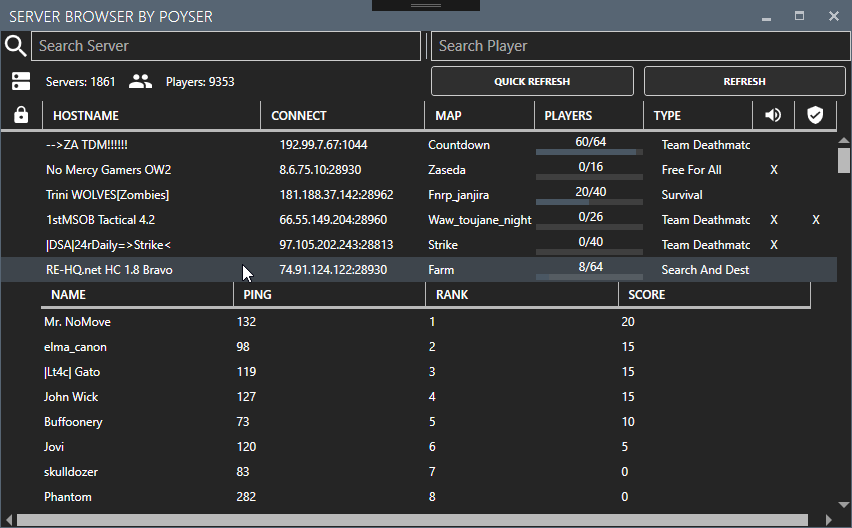 SERVER BROWSER BY POYSER
Search Server Search Player
Servers: 1861 Players: 9353 QUICK REFRESH REFRESH
HOSTNAME CONNECT MAP PLAYERS TYPE
-->ZA TDM!!!!!! 192.99.7.67:1044 Countdown 60/64 Team Deathmatc
No Mercy Gamers OW2 8.6.75.10:28930 Zaseda 0/16 Free For All X
Trini WOLVES[Zombies] 181.188.37.142:28962 Fnrp_janjira 20/40 Survival
1stMSOB Tactical 4.2 66.55.149.204:28960 Waw_toujane_night 0/26 Team Deathmatc X X
|DSA|24rDaily=>Strike< 97.105.202.243:28813 Strike 0/40 Team Deathmatc X
RE-HQ.net HC 1.8 Bravo 74.91.124.122:28930 Farm 8/64 Search And Dest
NAME PING RANK SCORE
Mr. NoMove 132 1 20
elma_canon 98 2 15
|Lt4c| Gato 119 3 15
John Wick 127 4 15
Buffoonery 73 5 10
Jovi 120 6 5
skulldozer 83 7 0
Phantom 282 8 0